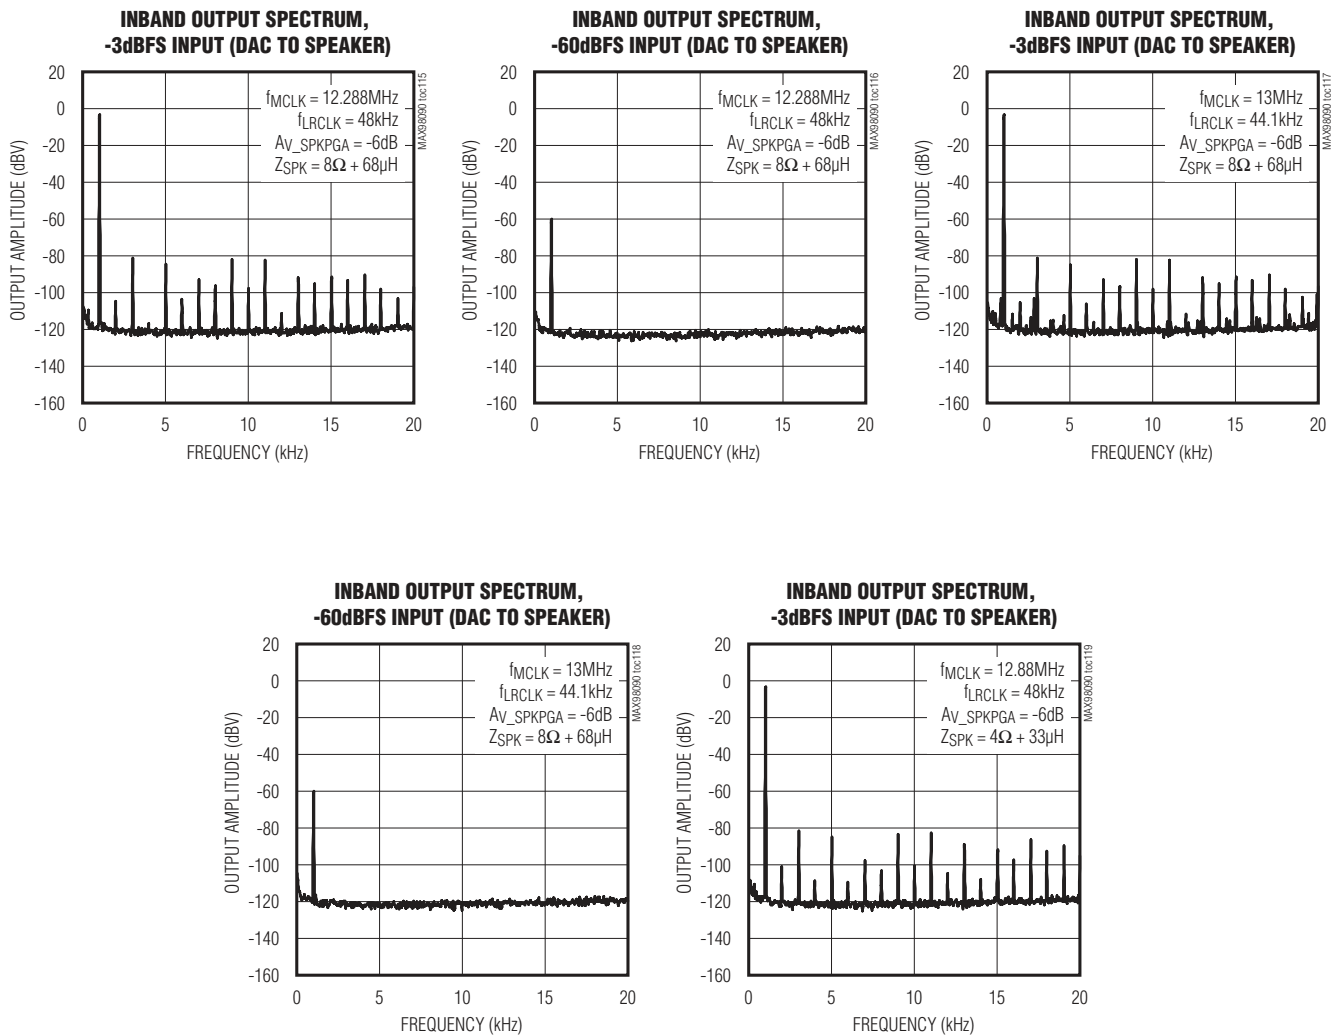 INBAND OUTPUT SPECTRUM,
-3dBFS INPUT (DAC TO SPEAKER)
20
0
-20
-40
-60
-80
-100
-120
-140
-160
OUTPUT AMPLITUDE (dBV)
fMCLK = 12.288MHz
fLRCLK = 48kHz
AV_SPKPGA = -6dB
ZSPK = 8Ω + 68µH
MAX98090 toc115
0 5 10 15 20
FREQUENCY (kHz)
INBAND OUTPUT SPECTRUM,
-60dBFS INPUT (DAC TO SPEAKER)
20
0
-20
-40
-60
-80
-100
-120
-140
-160
OUTPUT AMPLITUDE (dBV)
fMCLK = 12.288MHz
fLRCLK = 48kHz
AV_SPKPGA = -6dB
ZSPK = 8Ω + 68µH
MAX98090 toc116
0 5 10 15 20
FREQUENCY (kHz)
INBAND OUTPUT SPECTRUM,
-3dBFS INPUT (DAC TO SPEAKER)
20
0
-20
-40
-60
-80
-100
-120
-140
-160
OUTPUT AMPLITUDE (dBV)
fMCLK = 13MHz
fLRCLK = 44.1kHz
AV_SPKPGA = -6dB
ZSPK = 8Ω + 68µH
MAX98090 toc117
0 5 10 15 20
FREQUENCY (kHz)
INBAND OUTPUT SPECTRUM,
-60dBFS INPUT (DAC TO SPEAKER)
20
0
-20
-40
-60
-80
-100
-120
-140
-160
OUTPUT AMPLITUDE (dBV)
fMCLK = 13MHz
fLRCLK = 44.1kHz
AV_SPKPGA = -6dB
ZSPK = 8Ω + 68µH
MAX98090 toc118
0 5 10 15 20
FREQUENCY (kHz)
INBAND OUTPUT SPECTRUM,
-3dBFS INPUT (DAC TO SPEAKER)
20
0
-20
-40
-60
-80
-100
-120
-140
-160
OUTPUT AMPLITUDE (dBV)
fMCLK = 12.88MHz
fLRCLK = 48kHz
AV_SPKPGA = -6dB
ZSPK = 4Ω + 33µH
MAX98090 toc119
0 5 10 15 20
FREQUENCY (kHz)